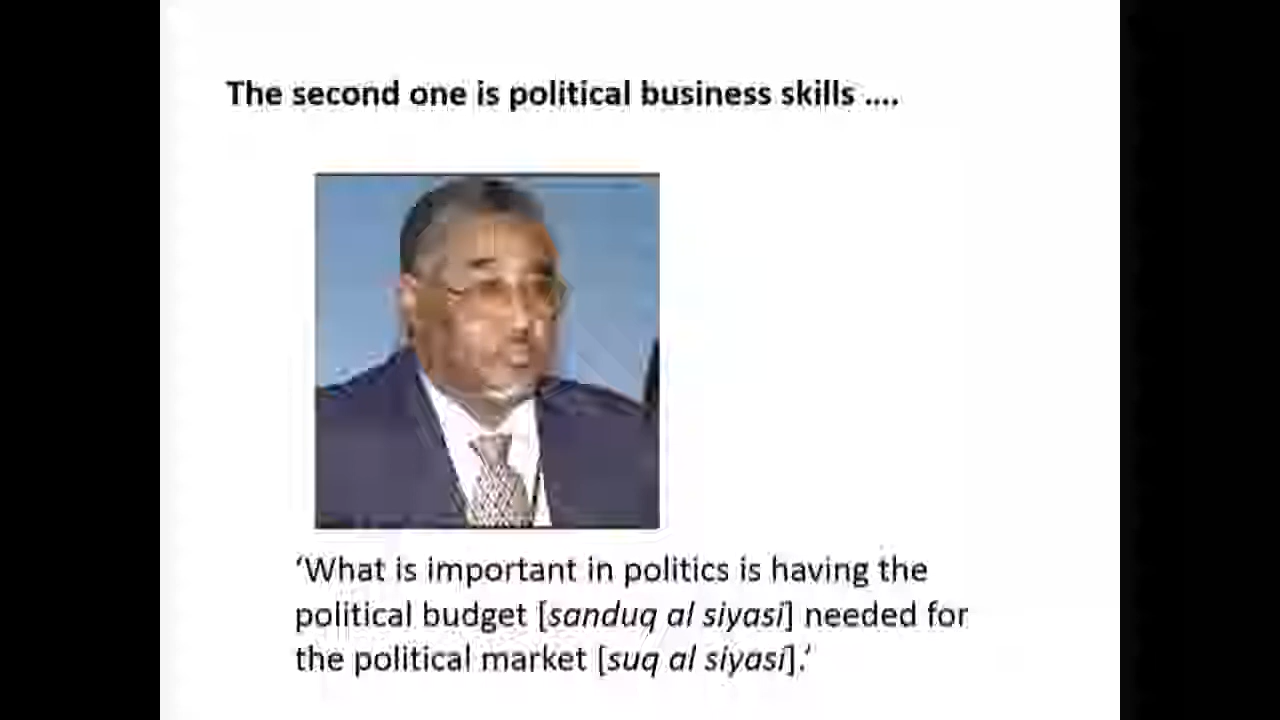 The second one is political business skills ....
‘What is important in politics is having the
political budget [sanduq al siyasi] needed for
the political market [suq al siyasi].’